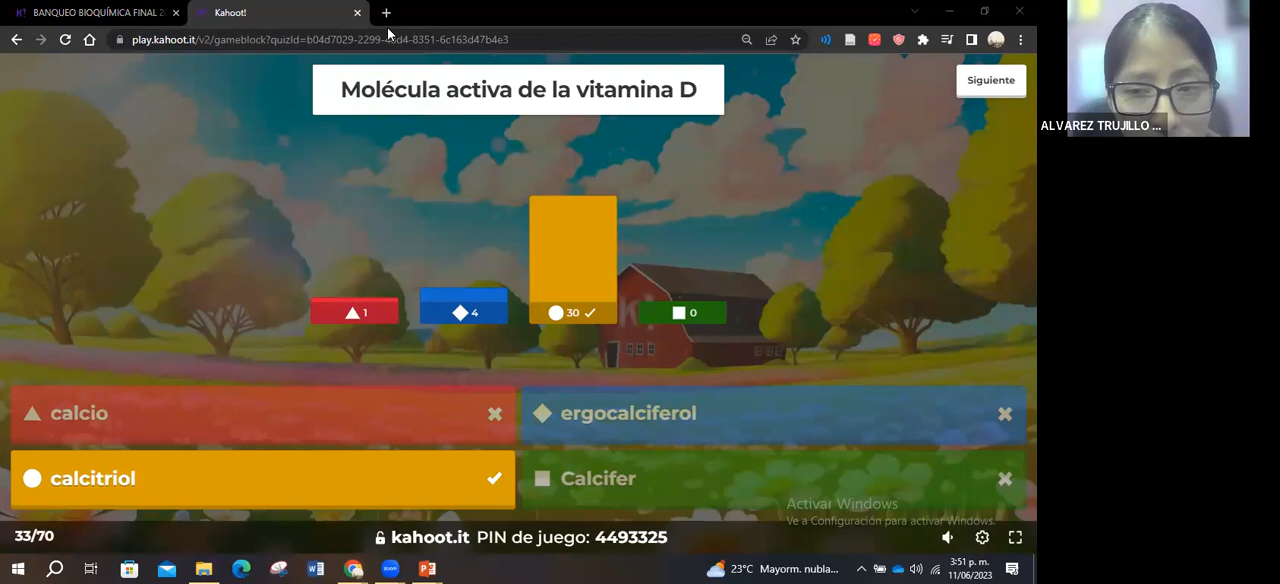 BANQUEO BIOQUÍMICA FINAL 2
Kahoot!
play.kahoot.it/v2/gameblock?quizId=b04d7029-2299-4 d4-8351-6c163d47b4e3
Molécula activa de la vitamina D
Siguiente
ALVAREZ TRUJILLO ...
1
4
30
0
calcio
ergocalciferol
calcitriol
Calcifer
Activar Windows
Ve a Configuración para activar Windows.
33/70
kahoot.it PIN de juego: 4493325
23°C Mayorm. nubla...
3:51 p. m.
11/06/2023